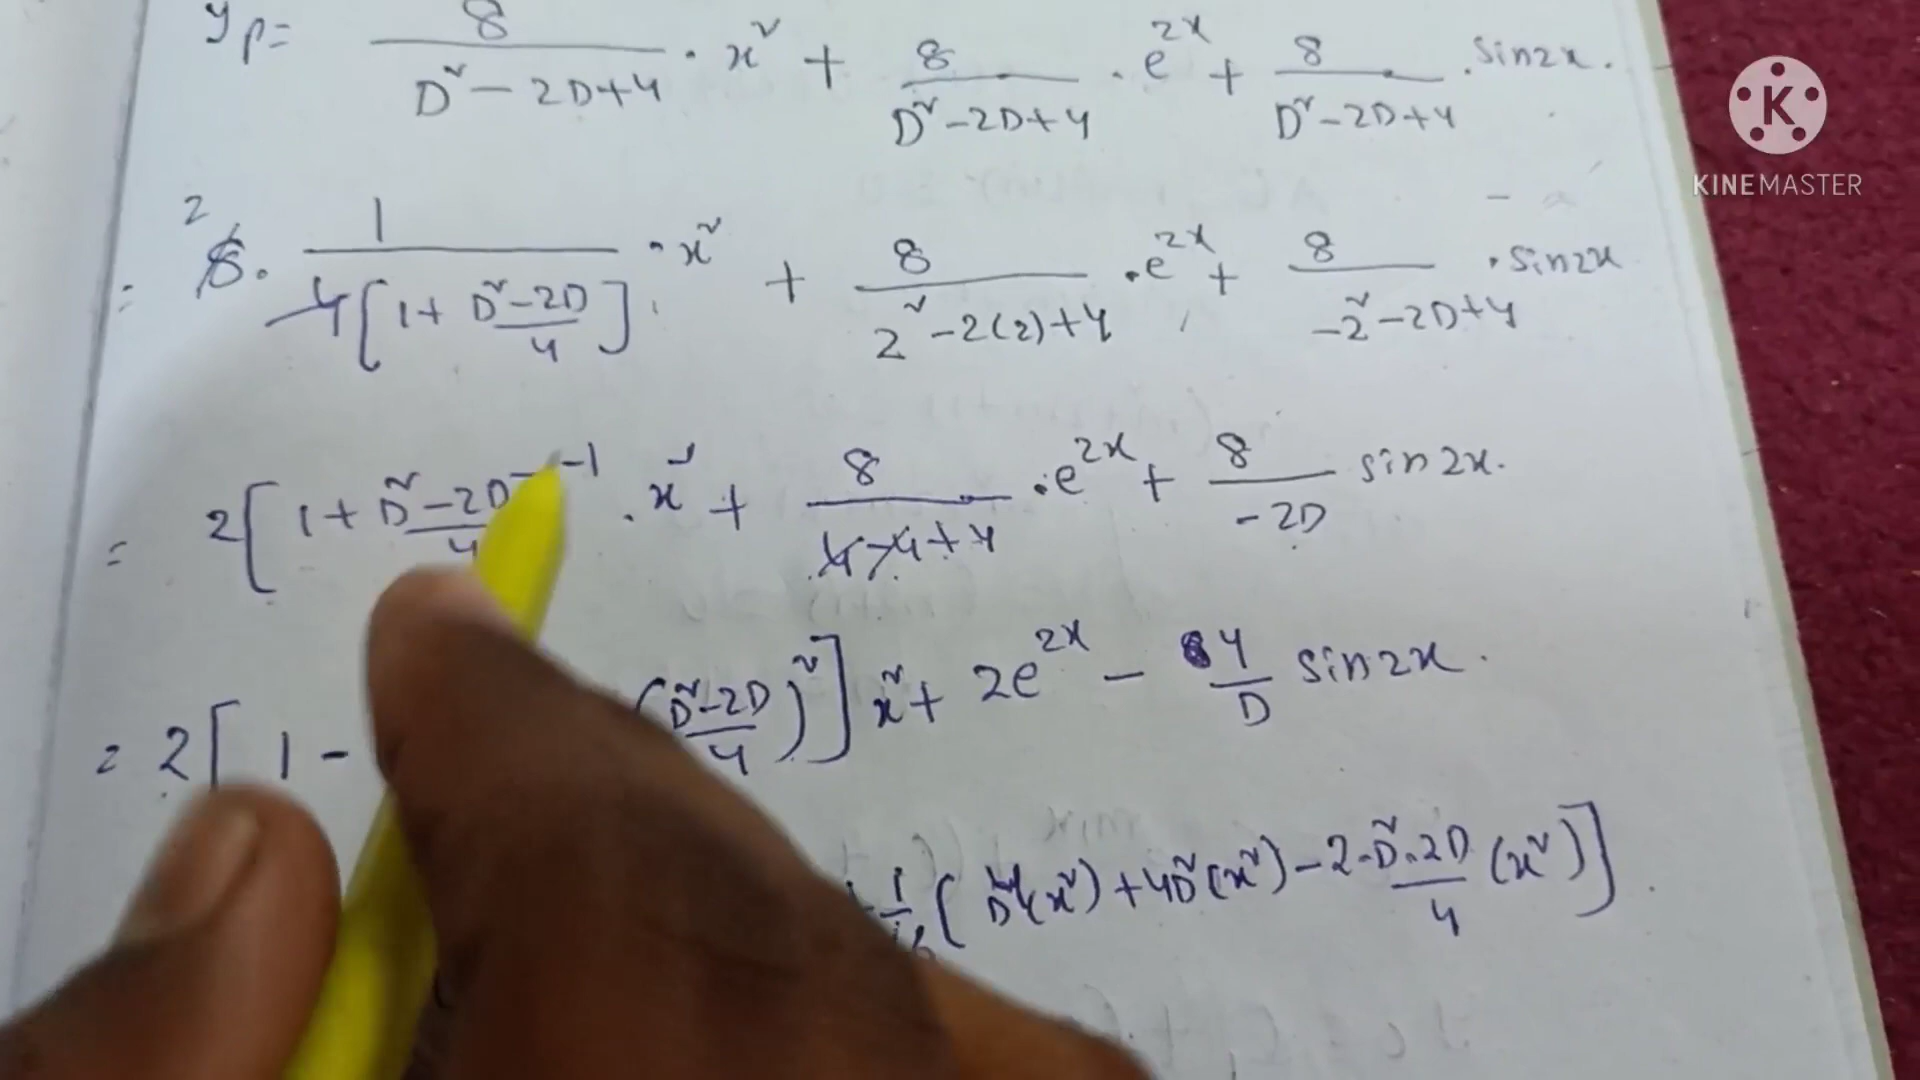 y_p = 8/(D² - 2D + 4) · x² + 8/(D² - 2D + 4) · e^{2x} + 8/(D² - 2D + 4) · sin2x .
KINEMASTER
= 8 2 · 1/(4[1 + (D² - 2D)/4]) · x² + 8/(2² - 2(2) + 4) · e^{2x} + 8/(-2² - 2D + 4) · sin2x
= 2[1 + (D² - 2D)/4 ^{-1} · x² + 8/(4 - 4 + 4) · e^{2x} + 8/(-2D) sin2x .
= 2[1 - ((D² - 2D)/4)²] x² + 2e^{2x} - 4/D sin2x .
1/16 (D⁴(x²) + 4D²(x²) - 2·D²·2D/4 (x²)] .